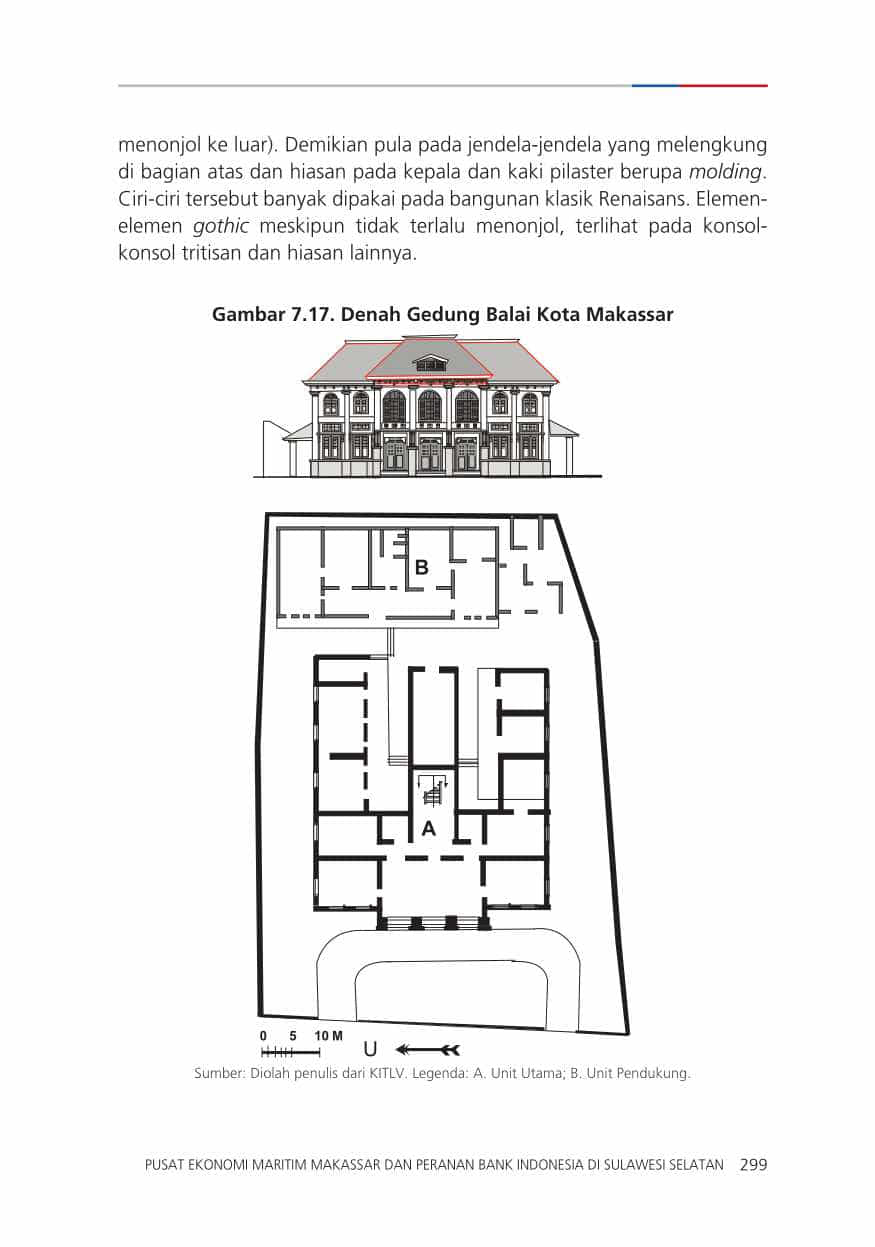 menonjol ke luar). Demikian pula pada jendela-jendela yang melengkung
di bagian atas dan hiasan pada kepala dan kaki pilaster berupa molding.
Ciri-ciri tersebut banyak dipakai pada bangunan klasik Renaisans. Elemen-
elemen gothic meskipun tidak terlalu menonjol, terlihat pada konsol-
konsol tritisan dan hiasan lainnya.
Gambar 7.17. Denah Gedung Balai Kota Makassar
B
A
0 5 10 M
U
Sumber: Diolah penulis dari KITLV. Legenda: A. Unit Utama; B. Unit Pendukung.
PUSAT EKONOMI MARITIM MAKASSAR DAN PERANAN BANK INDONESIA DI SULAWESI SELATAN 299